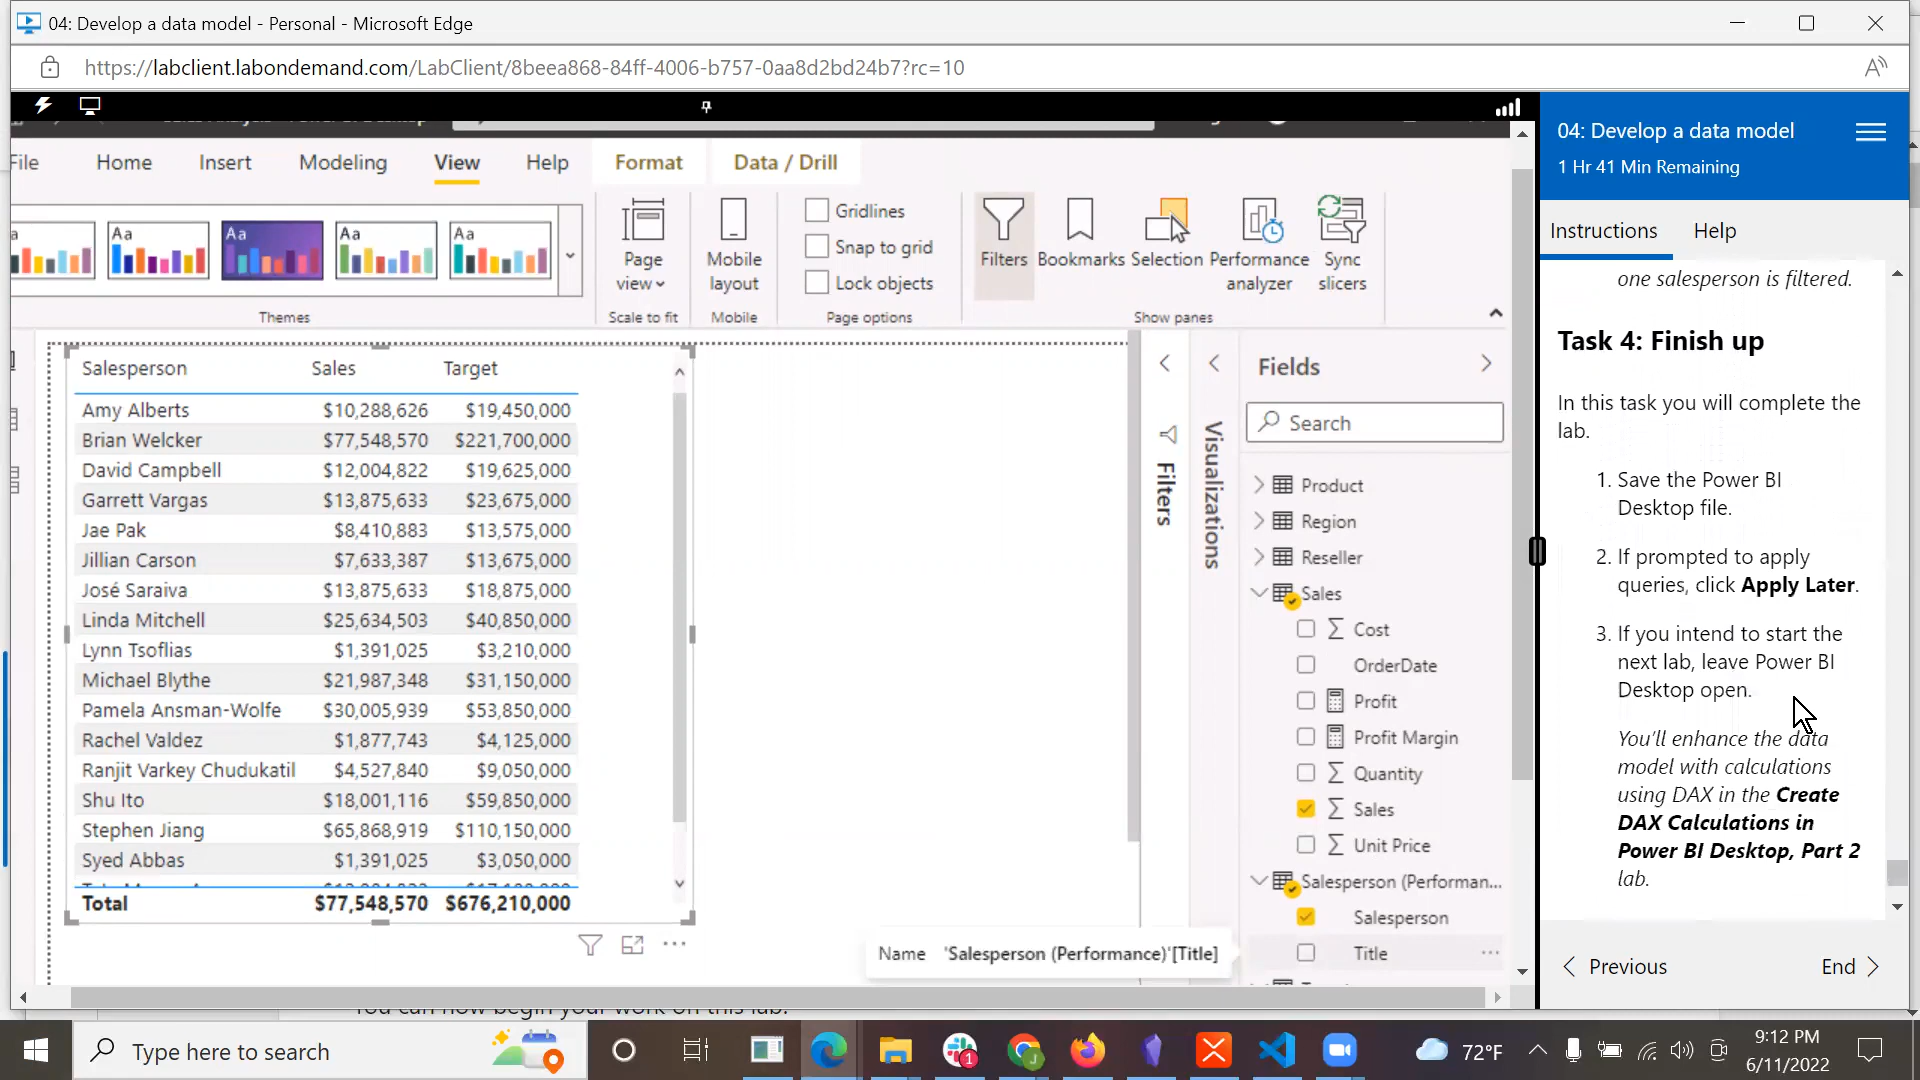 04: Develop a data model - Personal - Microsoft Edge
https://labclient.labondemand.com/LabClient/8beea868-84ff-4006-b757-0aa8d2bd24b7?rc=10
File Home Insert Modeling View Help Format Data / Drill
Aa Aa Aa Aa
Page view
Mobile layout
Gridlines
Snap to grid
Lock objects
Filters
Bookmarks
Selection
Performance analyzer
Sync slicers
Themes
Scale to fit
Mobile
Page options
Show panes
Salesperson Sales Target
Amy Alberts $10,288,626 $19,450,000
Brian Welcker $77,548,570 $221,700,000
David Campbell $12,004,822 $19,625,000
Garrett Vargas $13,875,633 $23,675,000
Jae Pak $8,410,883 $13,575,000
Jillian Carson $7,633,387 $13,675,000
José Saraiva $13,875,633 $18,875,000
Linda Mitchell $25,634,503 $40,850,000
Lynn Tsoflias $1,391,025 $3,210,000
Michael Blythe $21,987,348 $31,150,000
Pamela Ansman-Wolfe $30,005,939 $53,850,000
Rachel Valdez $1,877,743 $4,125,000
Ranjit Varkey Chudukatil $4,527,840 $9,050,000
Shu Ito $18,001,116 $59,850,000
Stephen Jiang $65,868,919 $110,150,000
Syed Abbas $1,391,025 $3,050,000
Total $77,548,570 $676,210,000
Filters
Visualizations
Fields
Search
Product
Region
Reseller
Sales
Cost
OrderDate
Profit
Profit Margin
Quantity
Sales
Unit Price
Salesperson (Performan...
Salesperson
Title
Name 'Salesperson (Performance)'[Title]
04: Develop a data model
1 Hr 41 Min Remaining
Instructions Help
one salesperson is filtered.
Task 4: Finish up
In this task you will complete the
lab.
1. Save the Power BI
Desktop file.
2. If prompted to apply
queries, click Apply Later.
3. If you intend to start the
next lab, leave Power BI
Desktop open.
You'll enhance the data
model with calculations
using DAX in the Create
DAX Calculations in
Power BI Desktop, Part 2
lab.
Previous End
You can now begin your work on this lab.
Type here to search
1
72°F
9:12 PM
6/11/2022